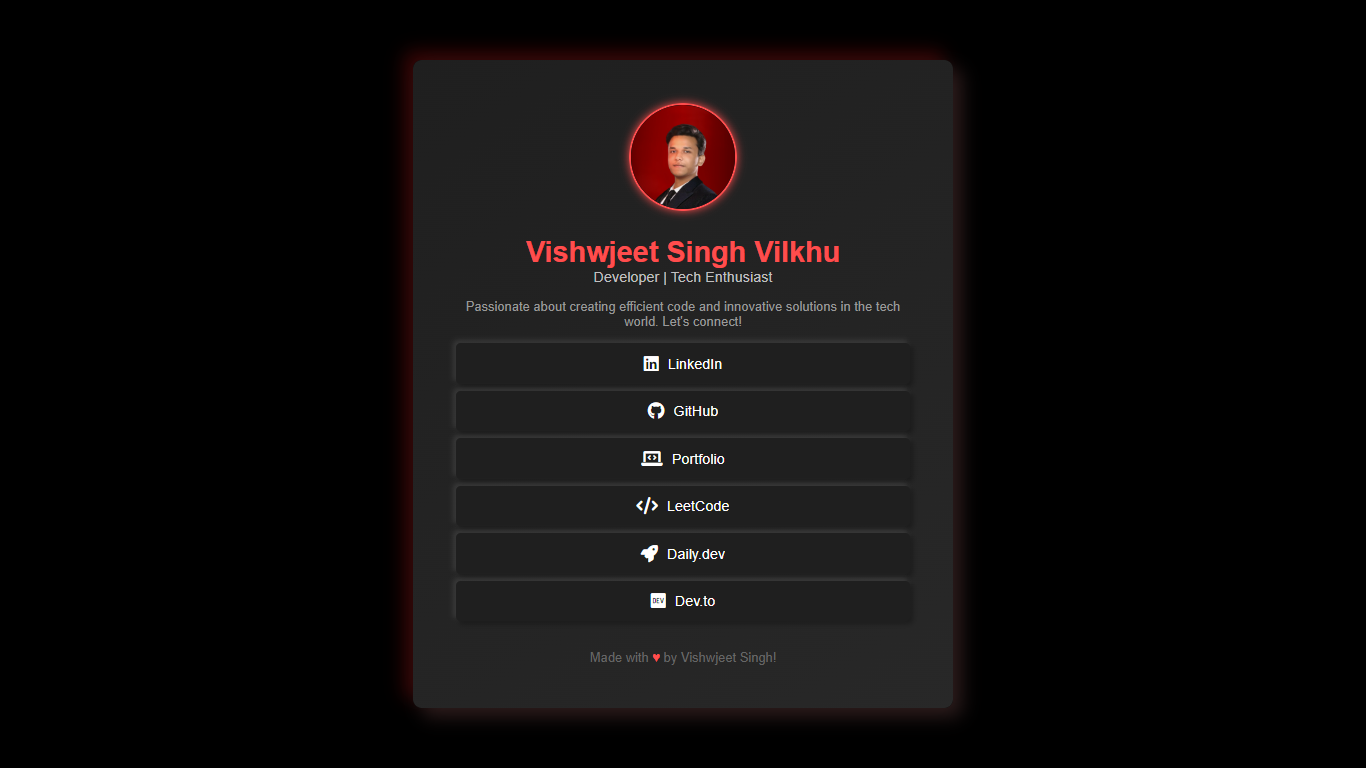 Vishwjeet Singh Vilkhu
Developer | Tech Enthusiast
Passionate about creating efficient code and innovative solutions in the tech
world. Let's connect!
in LinkedIn
GitHub
Portfolio
</> LeetCode
Daily.dev
DEV Dev.to
Made with ♥ by Vishwjeet Singh!